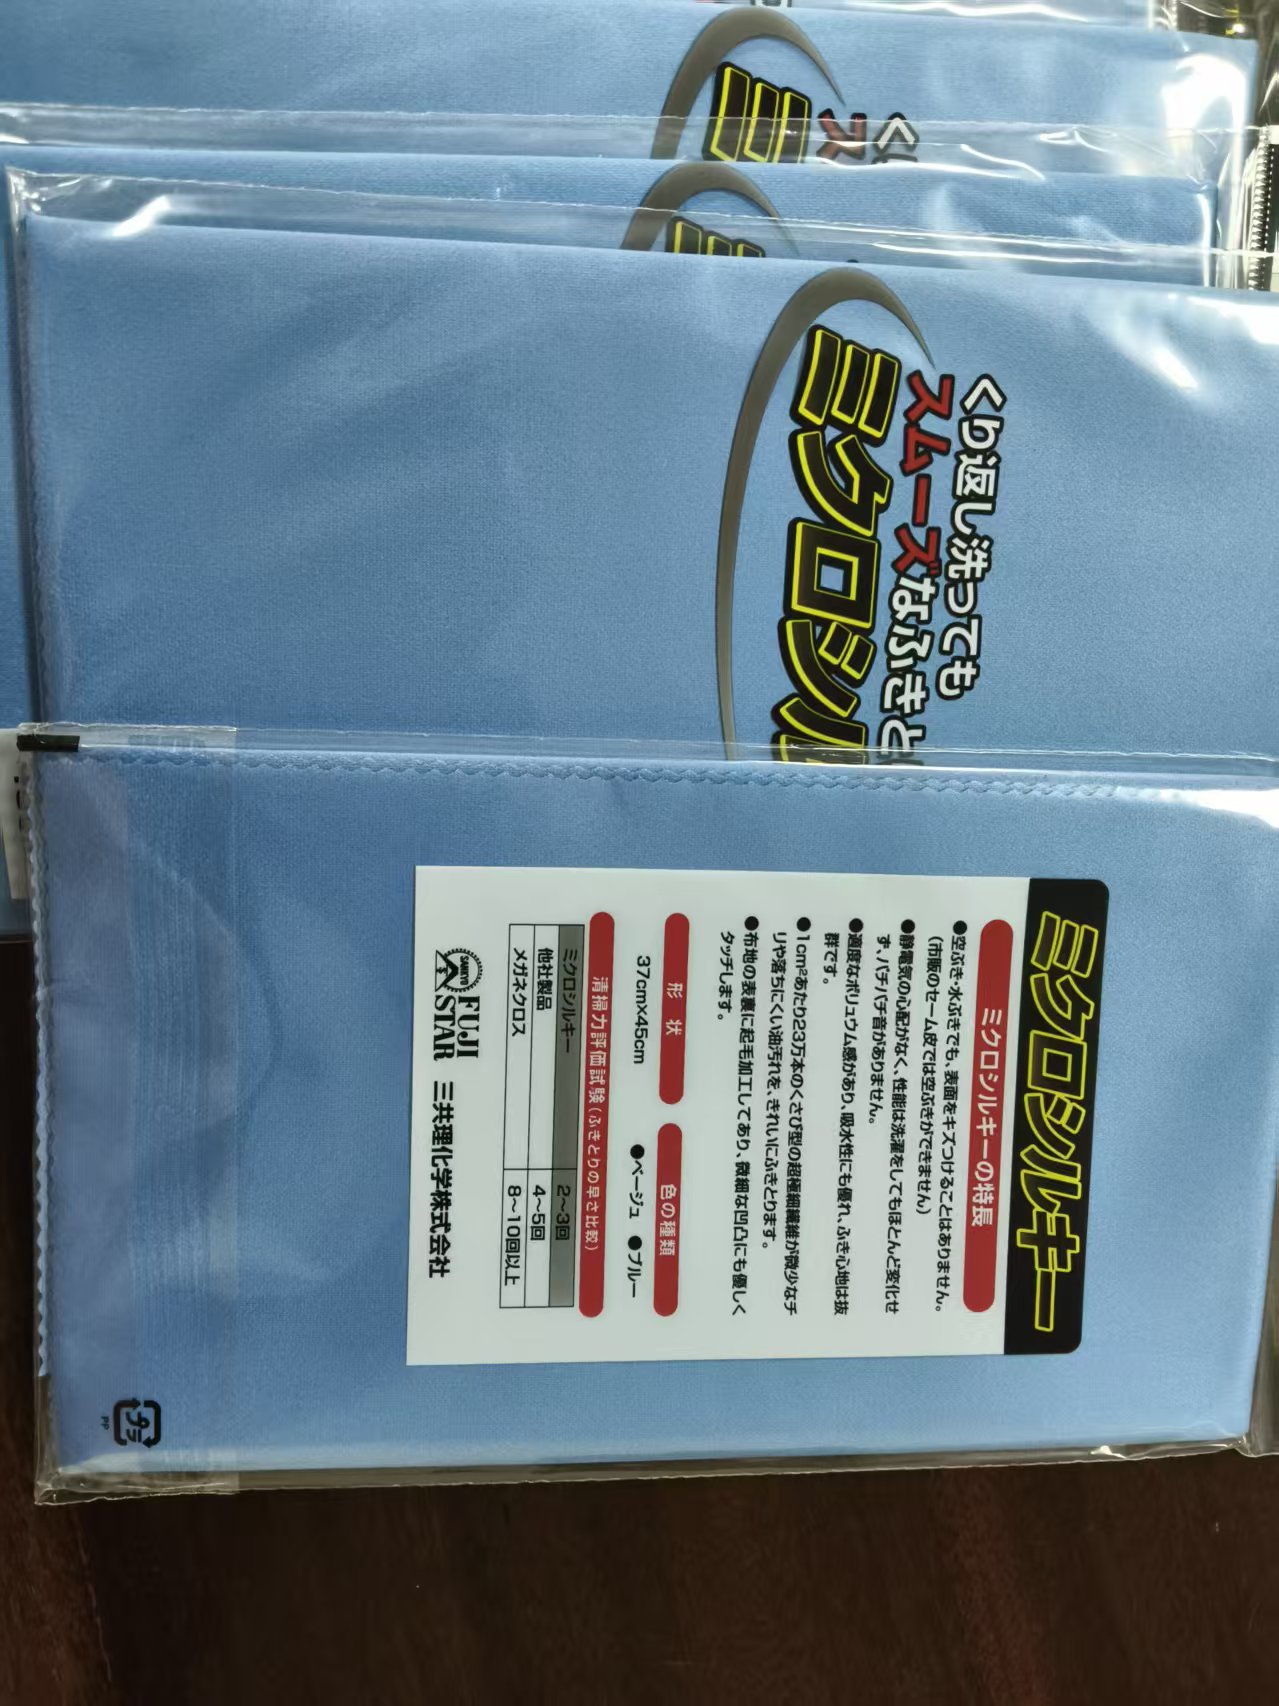 くり返し洗っても
スムーズなふきと
ミクロシル
ミクロシルキー
ミクロシルキーの特長
●空ぶき・水ぶきでも、表面をキズつけることはありません。
(市販のセーム皮では空ぶきができません)
●静電気の心配がなく、性能は洗濯をしてもほとんど変化せ
ず、パチパチ音がありません。
●適度なボリュウム感があり、吸水性にも優れ、ふき心地は抜
群です。
●1cm²あたり23万本のくさび型の超極細繊維が微少なチ
リや落ちにくい油汚れを、きれいにふきとります。
●布地の表裏に起毛加工してあり、微細な凹凸にも優しく
タッチします。
形 状
37cm×45cm
色の種類
●ベージュ ●ブルー
清掃力評価試験(ふきとりの早さ比較)
ミクロシルキー 2〜3回
他社製品 4〜5回
メガネクロス 8〜10回以上
SANKYO
FUJI
STAR
三共理化学株式会社
プラ
PP
く
ス
ミ